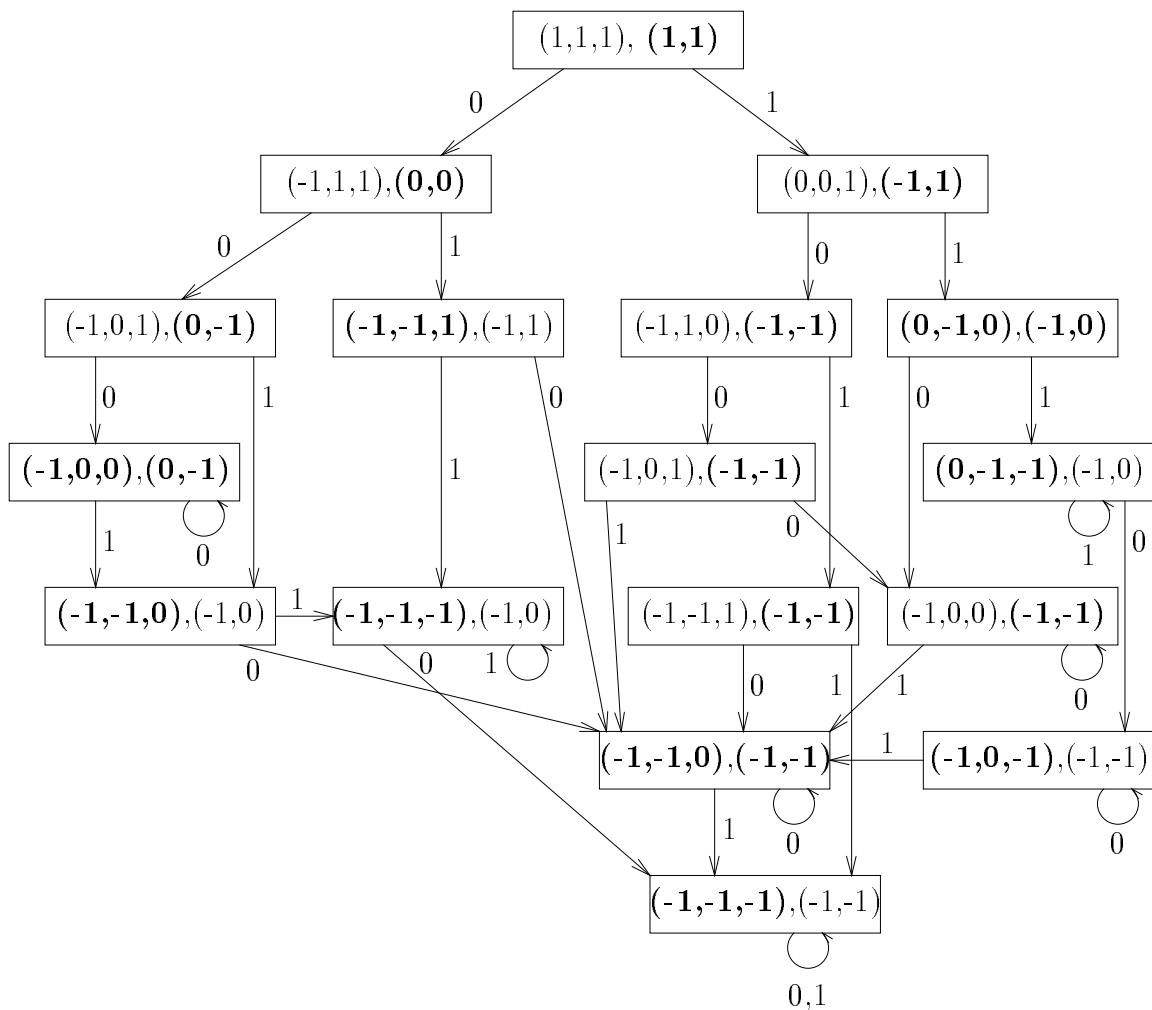 (1,1,1), (1,1)
0 1
(-1,1,1),(0,0) (0,0,1),(-1,1)
0 1 0 1
(-1,0,1),(0,-1) (-1,-1,1),(-1,1) (-1,1,0),(-1,-1) (0,-1,0),(-1,0)
0 1 0 0 1 0 1
(-1,0,0),(0,-1) 1 (-1,0,1),(-1,-1) (0,-1,-1),(-1,0)
1 0 1 0 1 0
(-1,-1,0),(-1,0) 1 (-1,-1,-1),(-1,0) (-1,-1,1),(-1,-1) (-1,0,0),(-1,-1)
0 0 1 0 1 1 0
(-1,-1,0),(-1,-1) 1 (-1,0,-1),(-1,-1)
1 0 0
(-1,-1,-1),(-1,-1)
0,1